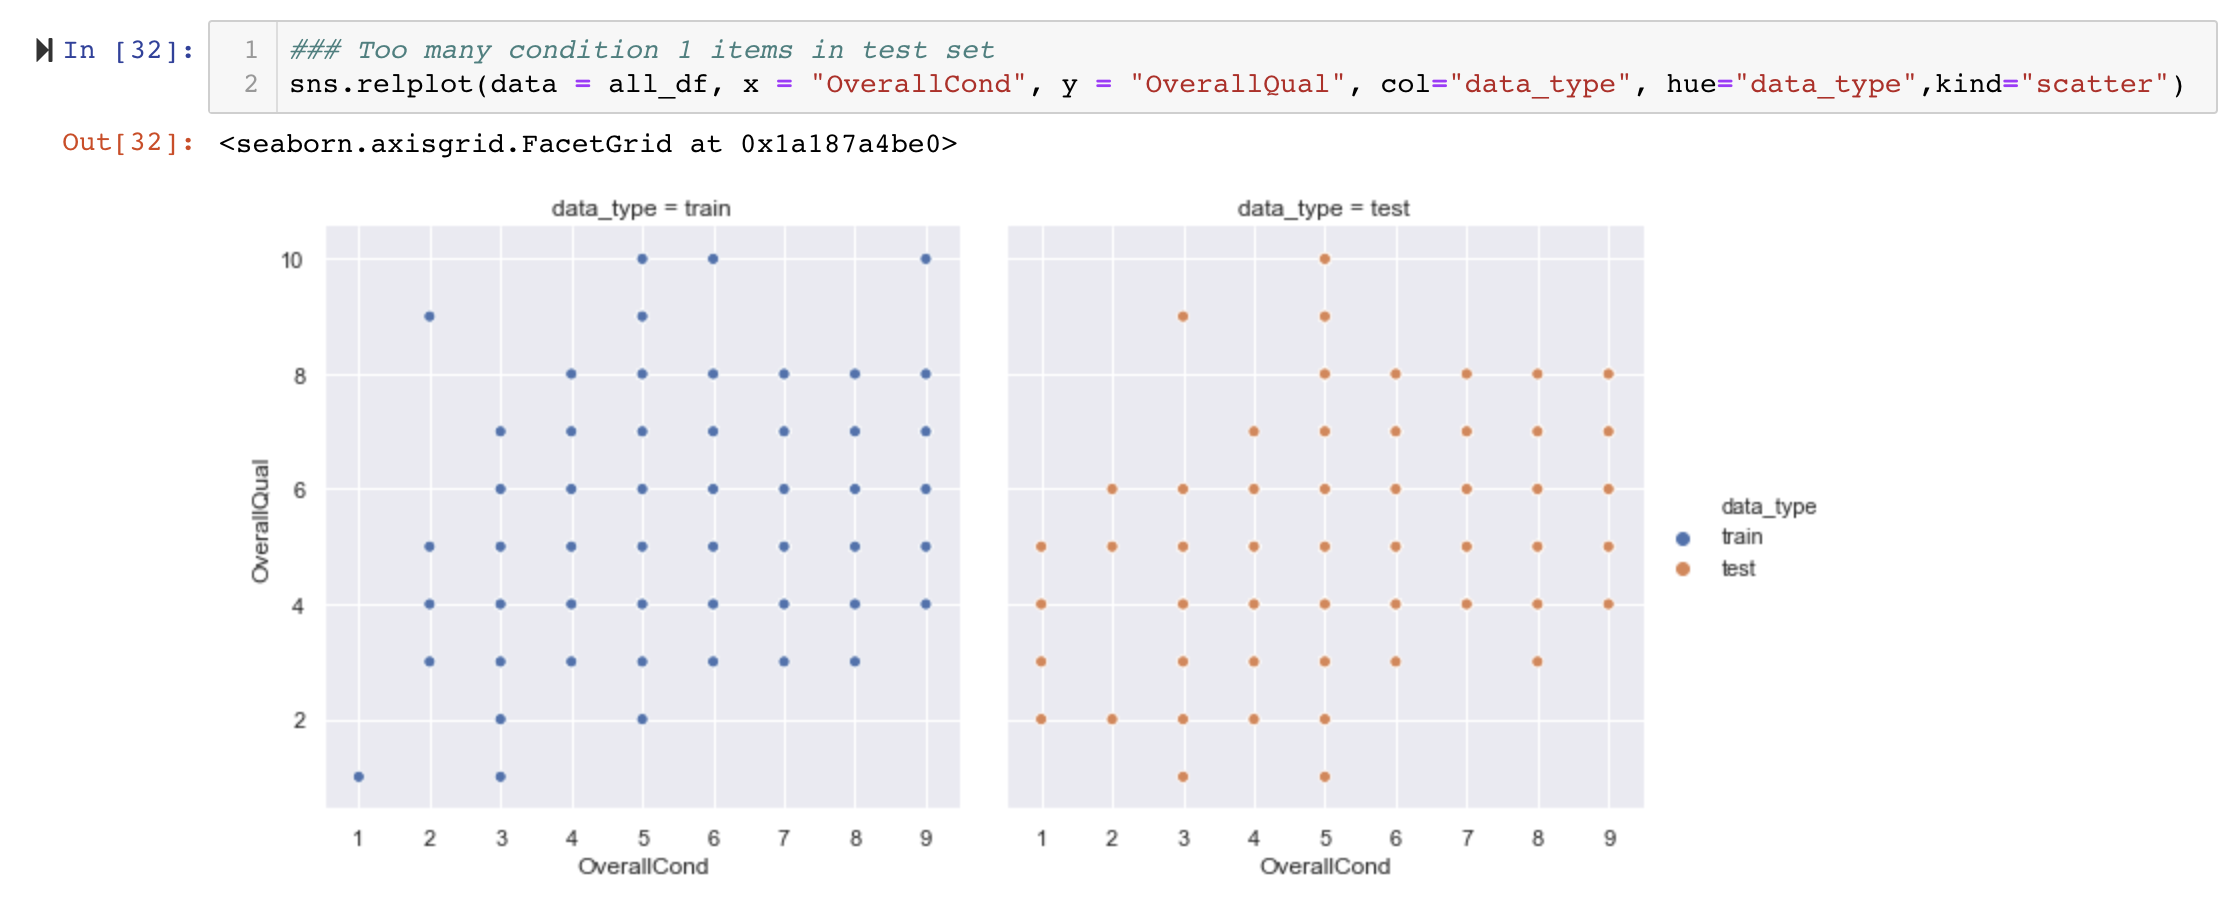 In [32]:
1 ### Too many condition 1 items in test set
2 sns.relplot(data = all_df, x = "OverallCond", y = "OverallQual", col="data_type", hue="data_type",kind="scatter")
Out[32]: <seaborn.axisgrid.FacetGrid at 0x1a187a4be0>
data_type = train
data_type = test
10
8
6
4
2
OverallQual
1 2 3 4 5 6 7 8 9
OverallCond
1 2 3 4 5 6 7 8 9
OverallCond
data_type
train
test